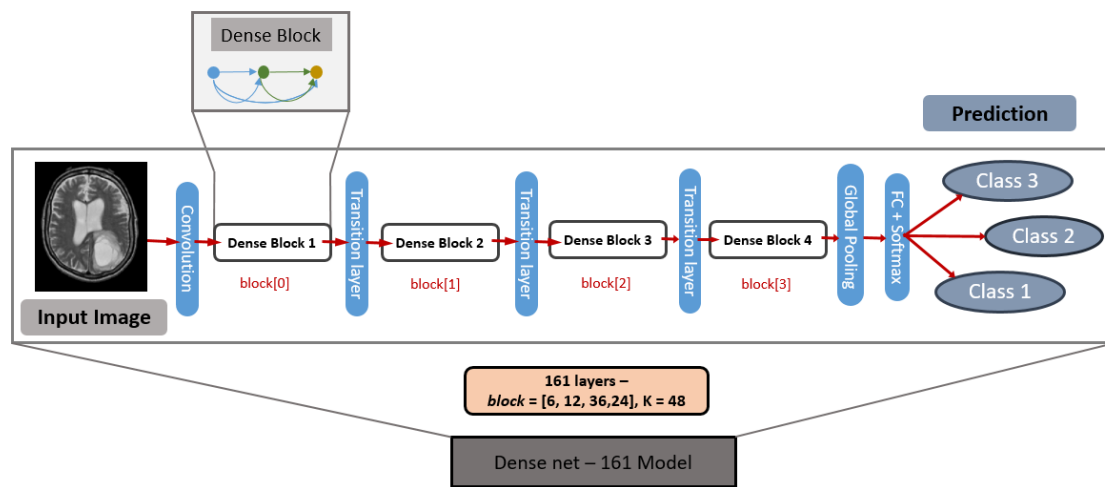 Dense Block
Prediction
Input Image
Convolution
Dense Block 1
block[0]
Transition layer
Dense Block 2
block[1]
Transition layer
Dense Block 3
block[2]
Transition layer
Dense Block 4
block[3]
Global Pooling
FC + Softmax
Class 3
Class 2
Class 1
161 layers –
block = [6, 12, 36,24], K = 48
Dense net – 161 Model